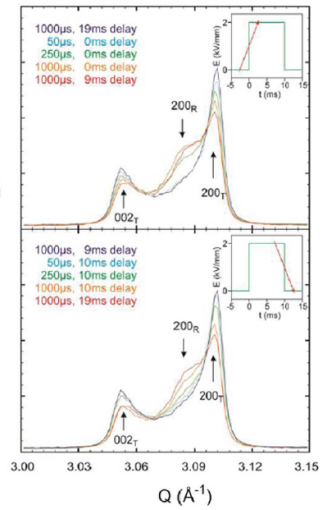 1000µs, 19ms delay
50µs, 0ms delay
250µs, 0ms delay
1000µs, 0ms delay
1000µs, 9ms delay
E (kV/mm)
2
0
-5 0 5 10 15
t (ms)
200R
002T
200T
1000µs, 9ms delay
50µs, 10ms delay
250µs, 10ms delay
1000µs, 10ms delay
1000µs, 19ms delay
E (kV/mm)
2
0
-5 0 5 10 15
t (ms)
200R
002T
200T
3.00 3.03 3.06 3.09 3.12 3.15
Q (Å-1)